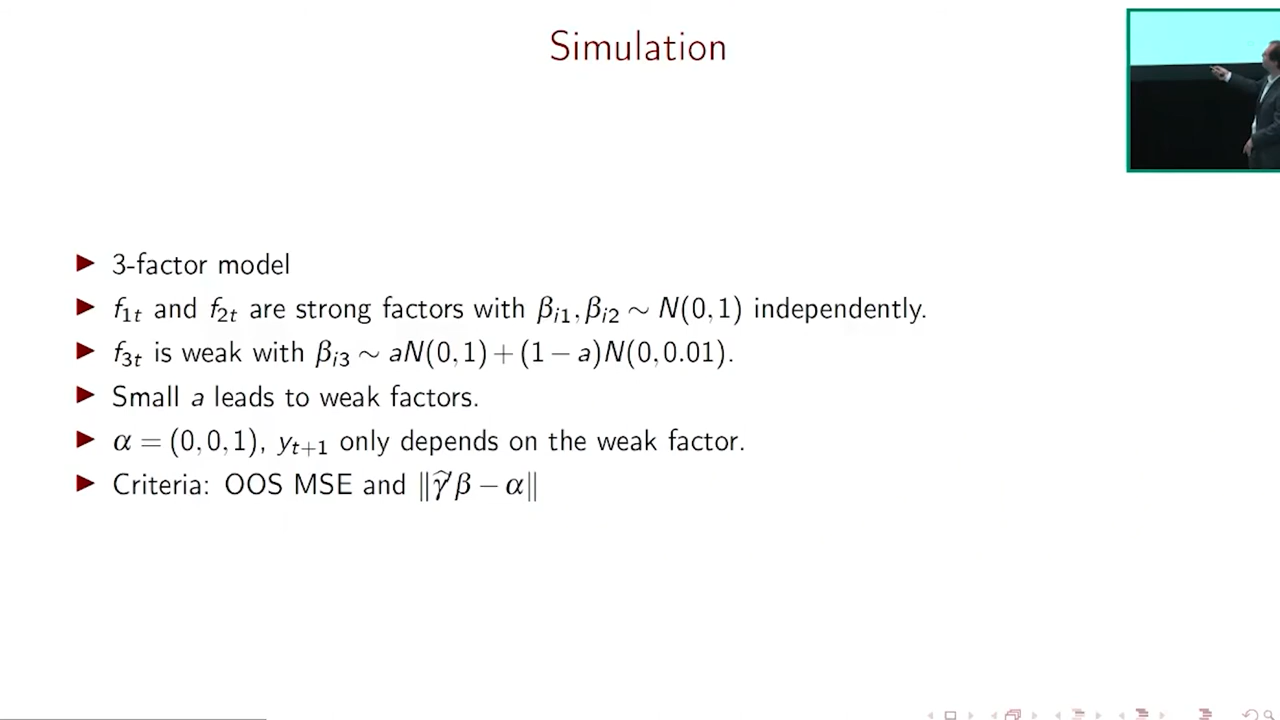 Simulation
▶ 3-factor model
▶ f₁ₜ and f₂ₜ are strong factors with βᵢ₁, βᵢ₂ ∼ N(0,1) independently.
▶ f₃ₜ is weak with βᵢ₃ ∼ aN(0,1) + (1 − a)N(0,0.01).
▶ Small a leads to weak factors.
▶ α = (0,0,1), yₜ₊₁ only depends on the weak factor.
▶ Criteria: OOS MSE and ‖γ̂′β − α‖